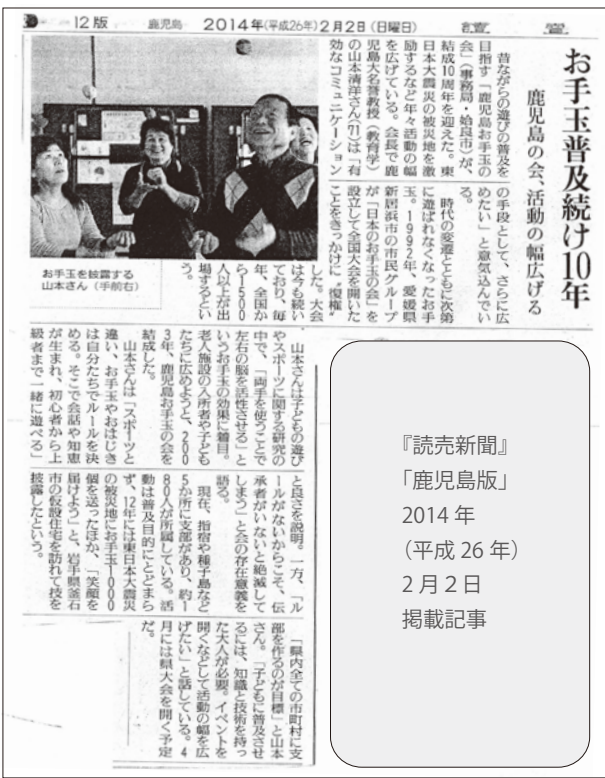 12版 鹿児島 2014年(平成26年)2月2日(日曜日) 讀賣
お手玉普及続け10年
鹿児島の会、活動の幅広げる
昔ながらの遊びの普及を
目指す「鹿児島お手玉の
会」(事務局・姶良市)が、
結成10周年を迎えた。東
日本大震災の被災地を激
励するなど年々活動の幅
を広げている。会長で鹿
児島大名誉教授(教育学)
の山本清洋さん(71)は「有
効なコミュニケーション
の手段として、さらに広
めたい」と意気込んでい
る。
時代の変遷とともに次第
に遊ばれなくなったお手
玉。1992年、愛媛県
新居浜市の市民グループ
が「日本のお手玉の会」を
設立して全国大会を開いた
ことをきっかけに〝復権〟
した。大会
は今も続い
ており、毎
年、全国か
ら1500
人以上が出
場するとい
う。
お手玉を披露する
山本さん(手前右)
山本さんは子どもの遊び
やスポーツに関する研究の
中で、「両手を使うことで
左右の脳を活性させる」と
いうお手玉の効果に着目。
老人施設の入所者や子ども
たちに広めようと、200
3年、鹿児島お手玉の会を
結成した。
山本さんは「スポーツと
違い、お手玉やおはじき
は自分たちでルールを決
める。そこで会話や知恵
が生まれ、初心者から上
級者まで一緒に遊べる」
と良さを説明。一方、「ル
ールがないからこそ、伝
承者がいないと絶滅して
しまう」と会の存在意義を
語る。
現在、指宿や種子島など
5か所に支部があり、約1
80人が所属している。活
動は普及目的にとどまら
ず、12年には東日本大震災
の被災地にお手玉1000
個を送ったほか、「笑顔を
届けよう」と、岩手県釜石
市の仮設住宅を訪れて技を
披露したという。
「県内全ての市町村に支
部を作るのが目標」と山本
さん。「子どもに普及させ
るには、知識と技術を持っ
た大人が必要。イベントを
開くなどして活動の幅を広
げたい」と話している。4
月には県大会を開く予定
だ。
『読売新聞』
「鹿児島版」
2014 年
（平成 26 年）
2 月 2 日
掲載記事